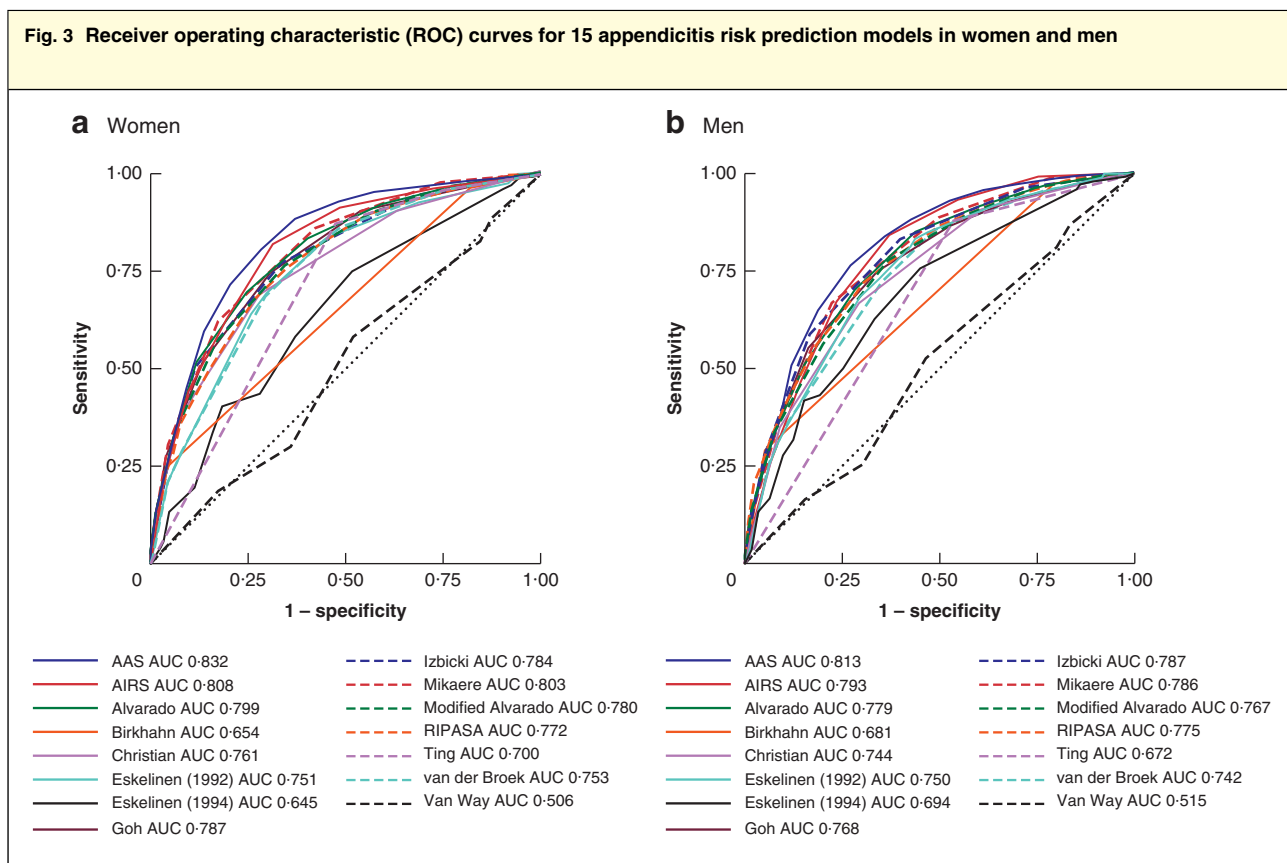 Fig. 3 Receiver operating characteristic (ROC) curves for 15 appendicitis risk prediction models in women and men
a Women
1·00
0·75
0·50
0·25
Sensitivity
0 0·25 0·50 0·75 1·00
1 – specificity
AAS AUC 0·832
AIRS AUC 0·808
Alvarado AUC 0·799
Birkhahn AUC 0·654
Christian AUC 0·761
Eskelinen (1992) AUC 0·751
Eskelinen (1994) AUC 0·645
Goh AUC 0·787
Izbicki AUC 0·784
Mikaere AUC 0·803
Modified Alvarado AUC 0·780
RIPASA AUC 0·772
Ting AUC 0·700
van der Broek AUC 0·753
Van Way AUC 0·506
b Men
1·00
0·75
0·50
0·25
Sensitivity
0 0·25 0·50 0·75 1·00
1 – specificity
AAS AUC 0·813
AIRS AUC 0·793
Alvarado AUC 0·779
Birkhahn AUC 0·681
Christian AUC 0·744
Eskelinen (1992) AUC 0·750
Eskelinen (1994) AUC 0·694
Goh AUC 0·768
Izbicki AUC 0·787
Mikaere AUC 0·786
Modified Alvarado AUC 0·767
RIPASA AUC 0·775
Ting AUC 0·672
van der Broek AUC 0·742
Van Way AUC 0·515